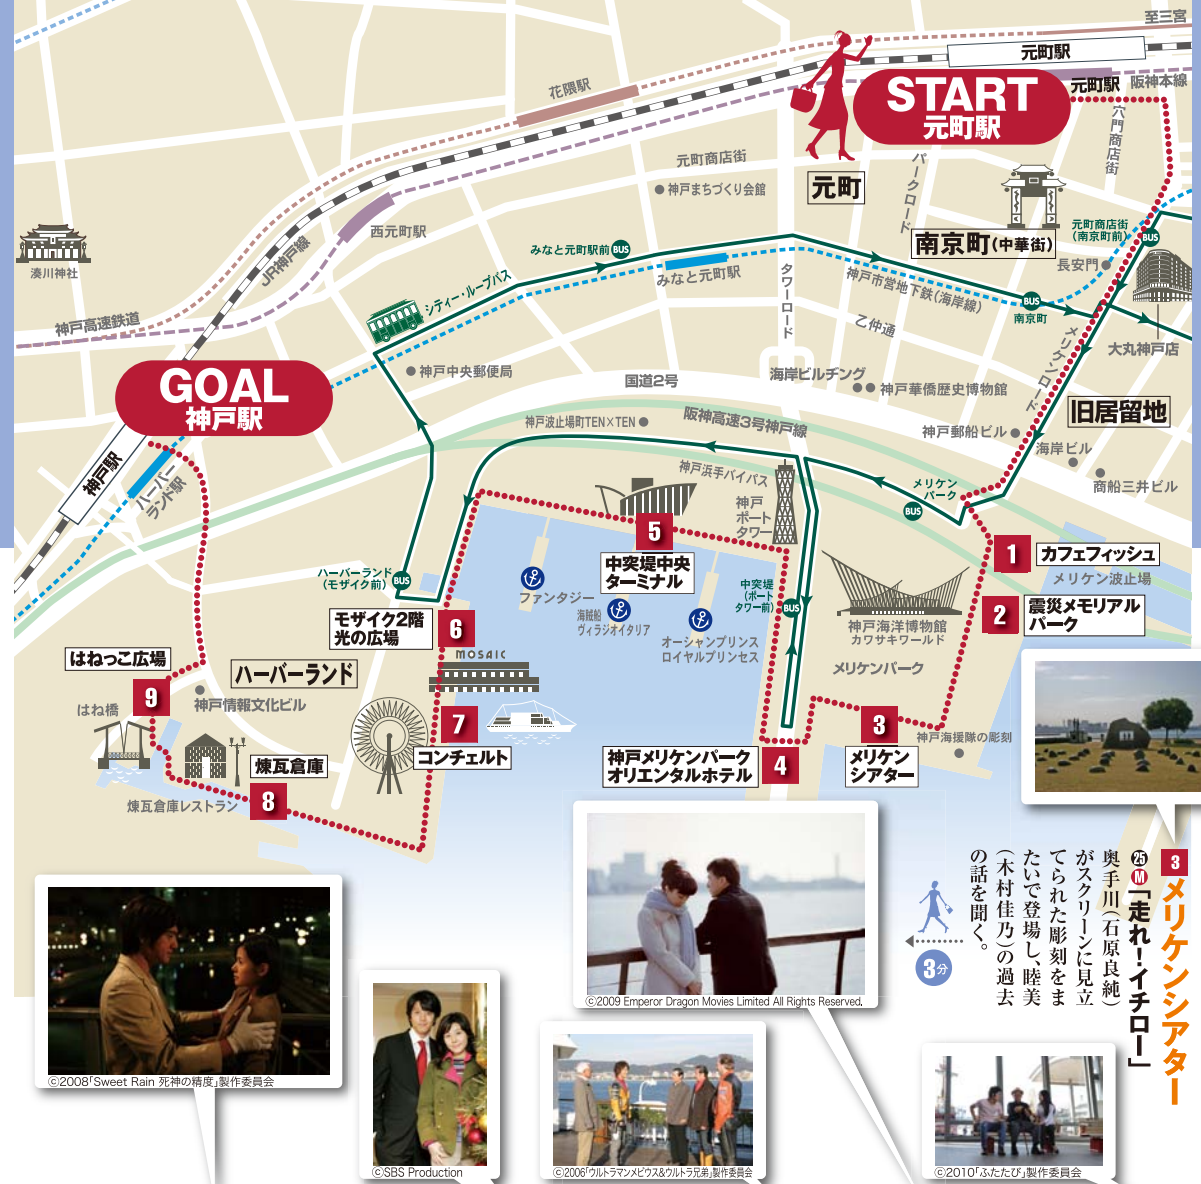 至三宮
元町駅
元町駅
阪神本線
START
元町駅
花隈駅
穴門商店街
元町商店街
神戸まちづくり会館
元町
パークロード
南京町(中華街)
元町商店街
(南京町前)
BUS
長安門
湊川神社
西元町駅
JR神戸線
みなと元町駅前
BUS
みなと元町駅
シティー・ループバス
タワーロード
神戸市営地下鉄(海岸線)
BUS
南京町
乙仲通
メリケンロード
大丸神戸店
神戸高速鉄道
GOAL
神戸駅
神戸中央郵便局
国道2号
海岸ビルヂング
神戸華僑歴史博物館
旧居留地
神戸波止場町TEN×TEN
阪神高速3号神戸線
神戸郵船ビル
海岸ビル
商船三井ビル
神戸駅
ハーバー
ランド駅
神戸浜手バイパス
メリケン
パーク
BUS
神戸
ポート
タワー
5
中突堤中央
ターミナル
1
カフェフィッシュ
メリケン波止場
ハーバーランド
(モザイク前)
BUS
ファンタジー
海賊船
ヴィラジオイタリア
オーシャンプリンス
ロイヤルプリンセス
中突堤
(ポート
タワー前)
BUS
神戸海洋博物館
カワサキワールド
2
震災メモリアル
パーク
モザイク2階
光の広場
6
MOSAIC
メリケンパーク
はねっこ広場
ハーバーランド
9
神戸情報文化ビル
はね橋
7
コンチェルト
3
メリケン
シアター
神戸海援隊の彫刻
神戸メリケンパーク
オリエンタルホテル
4
煉瓦倉庫
煉瓦倉庫レストラン
8
3
メリケンシアター
25 M
「走れ!イチロー」
奥手川(石原良純)
がスクリーンに見立
てられた彫刻をま
たいで登場し、睦美
(木村佳乃)の過去
の話を聞く。
3分
©2009 Emperor Dragon Movies Limited All Rights Reserved.
©2008「Sweet Rain 死神の精度」製作委員会
©SBS Production
©2006「ウルトラマンメビウス&ウルトラ兄弟」製作委員会
©2010「ふたたび」製作委員会